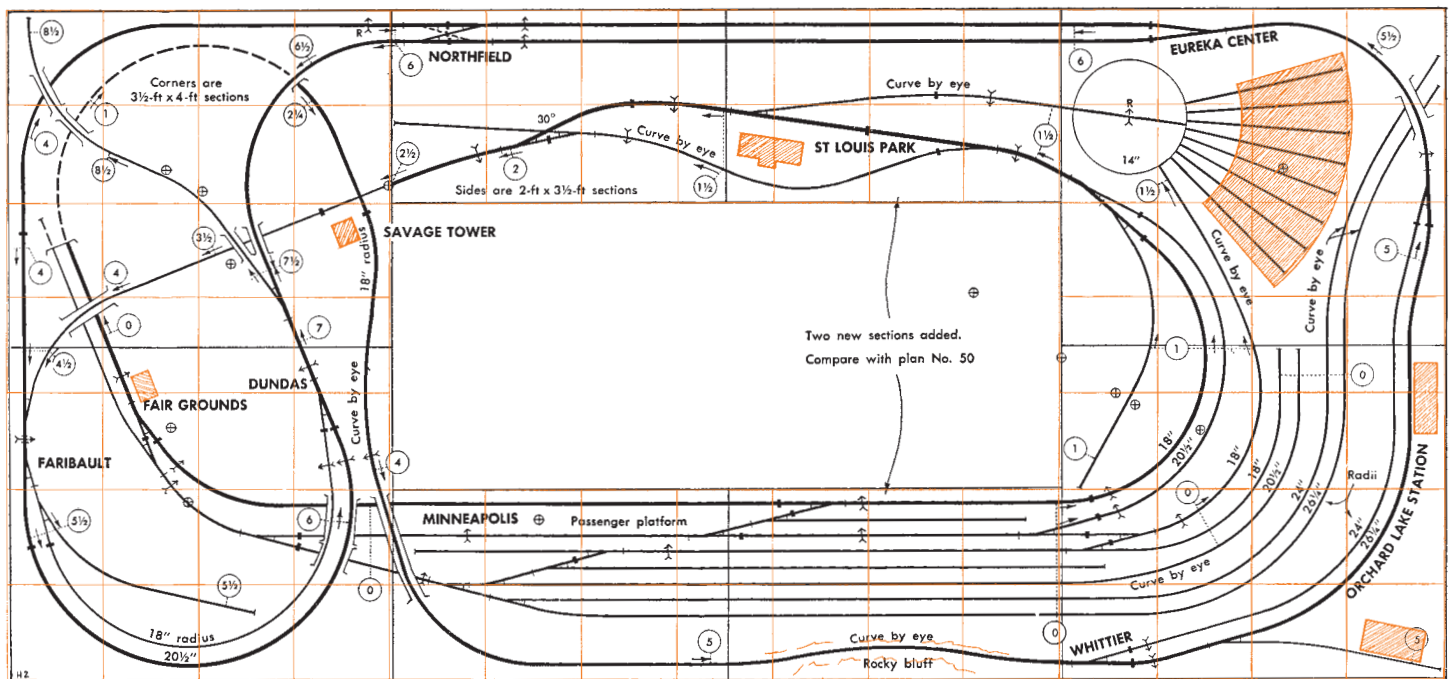 8½
Corners are
3½-ft x 4-ft sections
6½
R
6
NORTHFIELD
6
EUREKA CENTER
5½
4
1
2¼
8½
30°
Curve by eye
Curve by eye
2½
2
Sides are 2-ft x 3½-ft sections
1½
ST LOUIS PARK
1½
R
14"
1½
4
3½
7½
SAVAGE TOWER
18" radius
5
Curve by eye
Curve by eye
4
0
4½
7
Two new sections added.
Compare with plan No. 50
1
0
DUNDAS
FAIR GROUNDS
Curve by eye
FARIBAULT
4
1
18"
20½"
18"
18"
20½"
24"
26¼"
Radii
24"
26¼"
ORCHARD LAKE STATION
5½
6
0
MINNEAPOLIS
Passenger platform
0
Curve by eye
5½
0
18" radius
20½"
5
Curve by eye
Rocky bluff
0
WHITTIER
5
H2